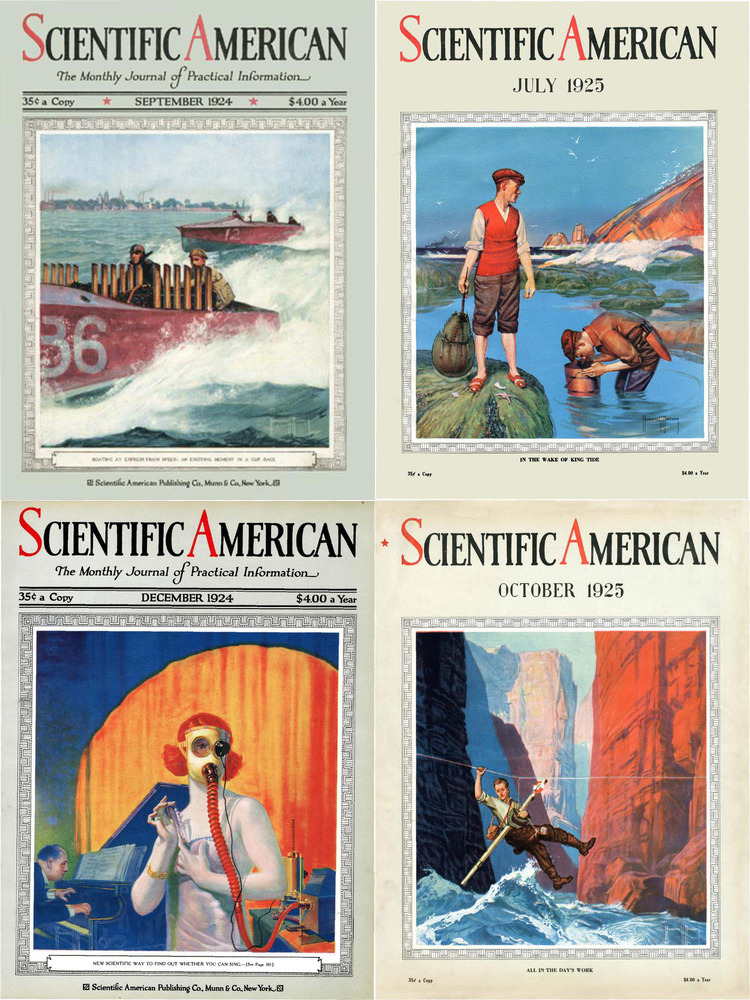 SCIENTIFIC AMERICAN
The Monthly Journal of Practical Information
35¢ a Copy ★ SEPTEMBER 1924 ★ $4.00 a Year
12
36
BOATING AT EXPRESS-TRAIN SPEED: AN EXCITING MOMENT IN A CUP RACE
Scientific American Publishing Co., Munn & Co, New York.
SCIENTIFIC AMERICAN
JULY 1925
IN THE WAKE OF KING TIDE
35¢ a Copy $4.00 a Year
SCIENTIFIC AMERICAN
The Monthly Journal of Practical Information
35¢ a Copy DECEMBER 1924 $4.00 a Year
NEW SCIENTIFIC WAY TO FIND OUT WHETHER YOU CAN SING.—[See Page 391]
Scientific American Publishing Co., Munn & Co, New York.
SCIENTIFIC AMERICAN
OCTOBER 1925
ALL IN THE DAY'S WORK
35¢ a Copy $4.00 a Year